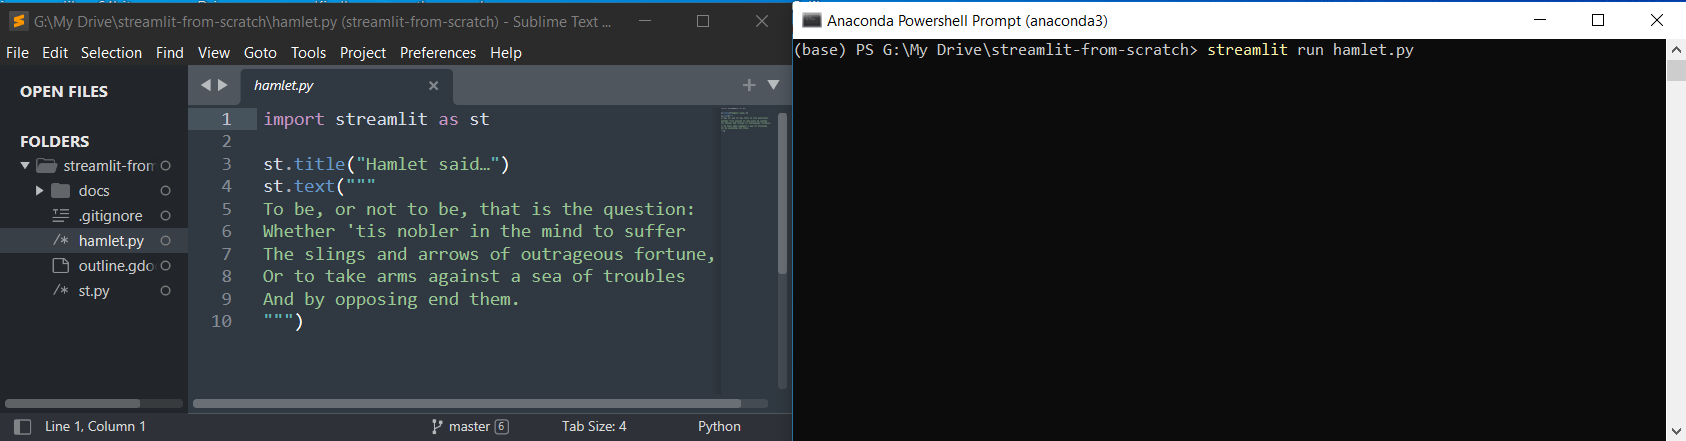 G:\My Drive\streamlit-from-scratch\hamlet.py (streamlit-from-scratch) - Sublime Text ...
File Edit Selection Find View Goto Tools Project Preferences Help
OPEN FILES
FOLDERS
streamlit-from
docs
.gitignore
/* hamlet.py
outline.gdo
/* st.py
hamlet.py
1 import streamlit as st
2
3 st.title("Hamlet said…")
4 st.text("""
5 To be, or not to be, that is the question:
6 Whether 'tis nobler in the mind to suffer
7 The slings and arrows of outrageous fortune,
8 Or to take arms against a sea of troubles
9 And by opposing end them.
10 """)
Line 1, Column 1 master 6 Tab Size: 4 Python
Anaconda Powershell Prompt (anaconda3)
(base) PS G:\My Drive\streamlit-from-scratch> streamlit run hamlet.py